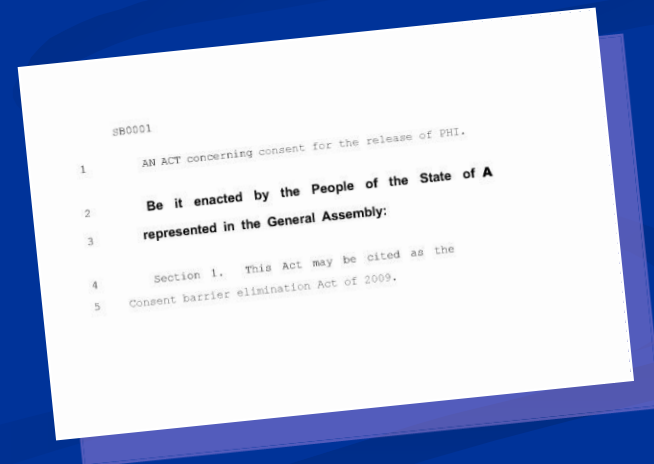 SB0001
1 AN ACT concerning consent for the release of PHI.
2 Be it enacted by the People of the State of A
3 represented in the General Assembly:
4 Section 1. This Act may be cited as the
5 Consent barrier elimination Act of 2009.